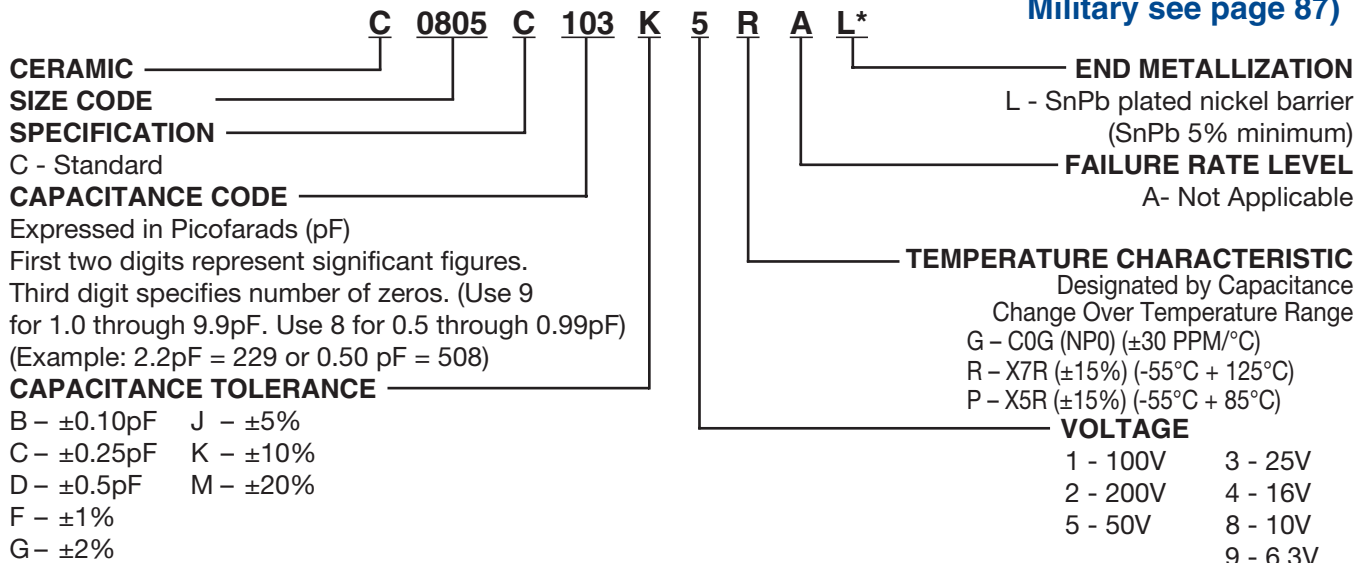 Military see page 87)
C 0805 C 103 K 5 R A L*
CERAMIC
SIZE CODE
SPECIFICATION
C - Standard
CAPACITANCE CODE
Expressed in Picofarads (pF)
First two digits represent significant figures.
Third digit specifies number of zeros. (Use 9
for 1.0 through 9.9pF. Use 8 for 0.5 through 0.99pF)
(Example: 2.2pF = 229 or 0.50 pF = 508)
CAPACITANCE TOLERANCE
B – ±0.10pF J – ±5%
C – ±0.25pF K – ±10%
D – ±0.5pF M – ±20%
F – ±1%
G – ±2%
END METALLIZATION
L - SnPb plated nickel barrier
(SnPb 5% minimum)
FAILURE RATE LEVEL
A- Not Applicable
TEMPERATURE CHARACTERISTIC
Designated by Capacitance
Change Over Temperature Range
G – C0G (NP0) (±30 PPM/°C)
R – X7R (±15%) (-55°C + 125°C)
P – X5R (±15%) (-55°C + 85°C)
VOLTAGE
1 - 100V 3 - 25V
2 - 200V 4 - 16V
5 - 50V 8 - 10V
9 - 6.3V